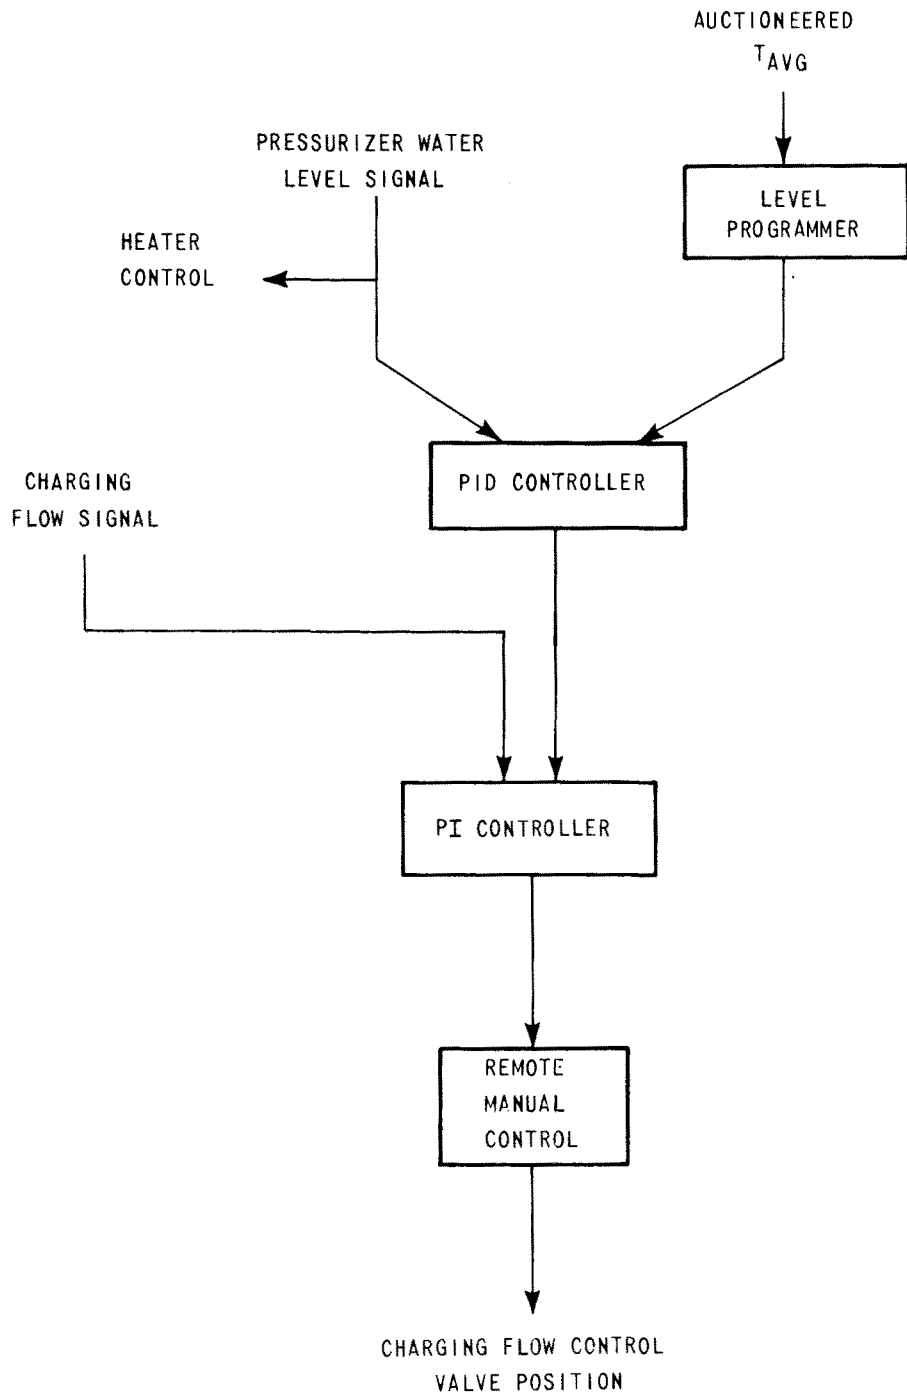 AUCTIONEERED
TAVG
PRESSURIZER WATER
LEVEL SIGNAL
LEVEL
PROGRAMMER
HEATER
CONTROL
CHARGING
FLOW SIGNAL
PID CONTROLLER
PI CONTROLLER
REMOTE
MANUAL
CONTROL
CHARGING FLOW CONTROL
VALVE POSITION